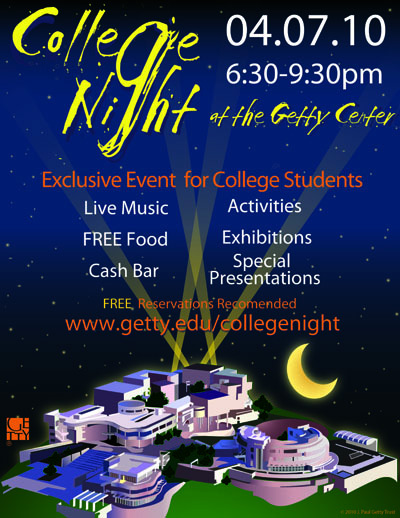 College
Night
at the Getty Center
04.07.10
6:30-9:30pm
Exclusive Event for College Students
Live Music
Activities
FREE Food
Exhibitions
Cash Bar
Special
Presentations
FREE Reservations Recomended
www.getty.edu/collegenight
GE
TTY
© 2010 J. Paul Getty Trust